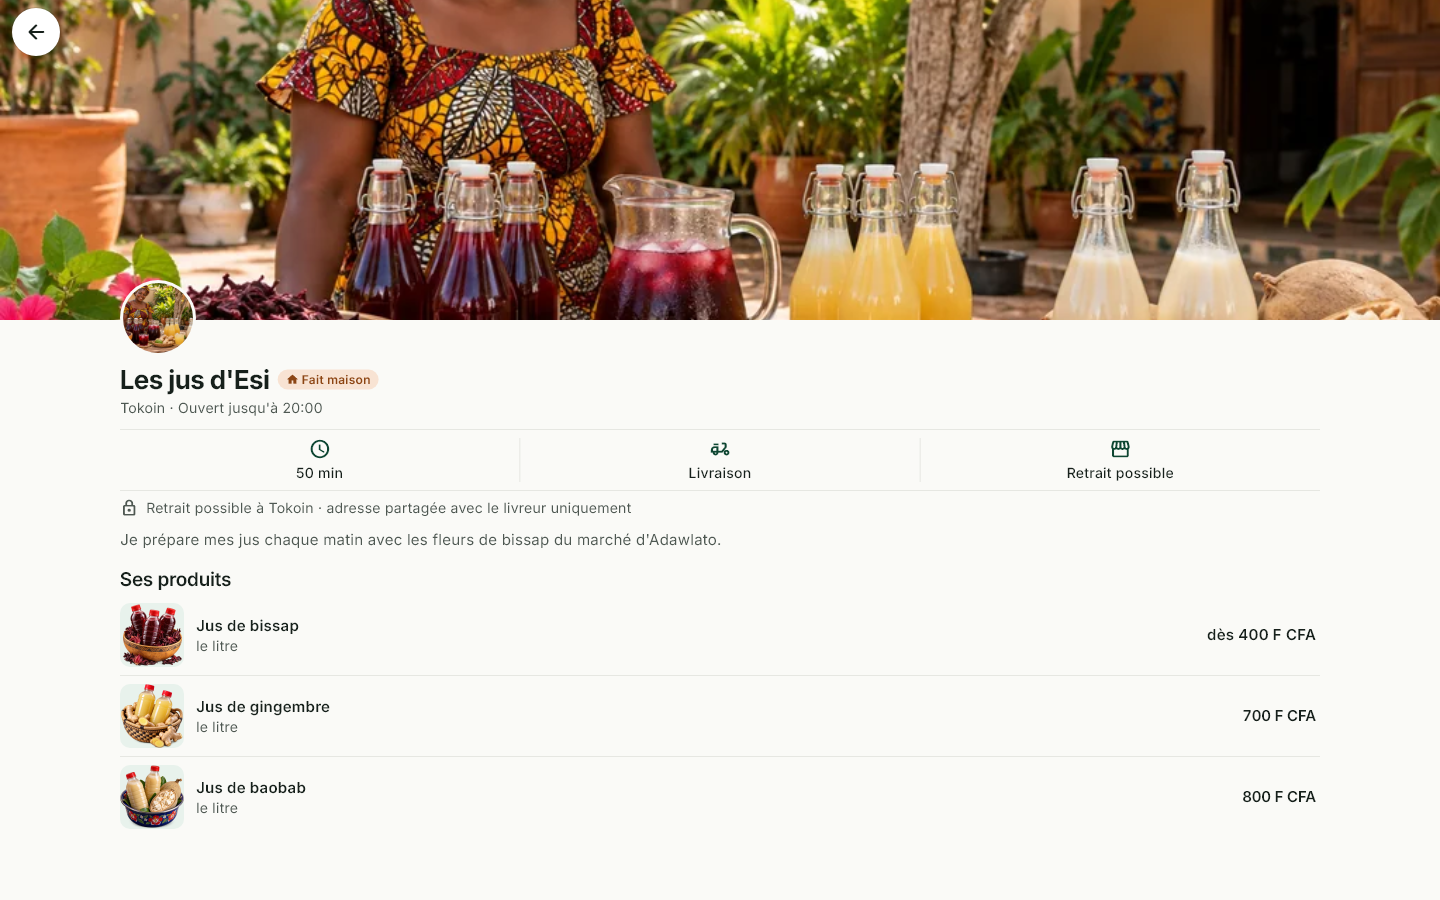 Les jus d'Esi
Fait maison
Tokoin · Ouvert jusqu'à 20:00
50 min
Livraison
Retrait possible
Retrait possible à Tokoin · adresse partagée avec le livreur uniquement
Je prépare mes jus chaque matin avec les fleurs de bissap du marché d'Adawlato.
Ses produits
Jus de bissap
le litre
dès 400 F CFA
Jus de gingembre
le litre
700 F CFA
Jus de baobab
le litre
800 F CFA